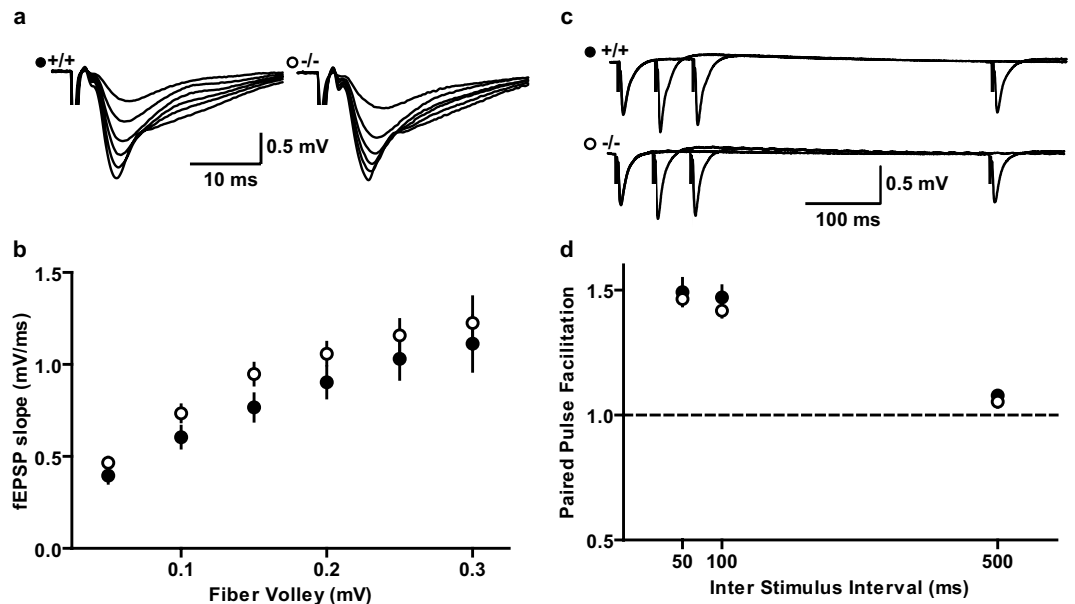 a
+/+
-/-
0.5 mV
10 ms
c
+/+
-/-
0.5 mV
100 ms
b
fEPSP slope (mV/ms)
1.5
1.0
0.5
0.0
0.1
0.2
0.3
Fiber Volley (mV)
d
Paired Pulse Facilitation
1.5
1.0
0.5
50
100
500
Inter Stimulus Interval (ms)